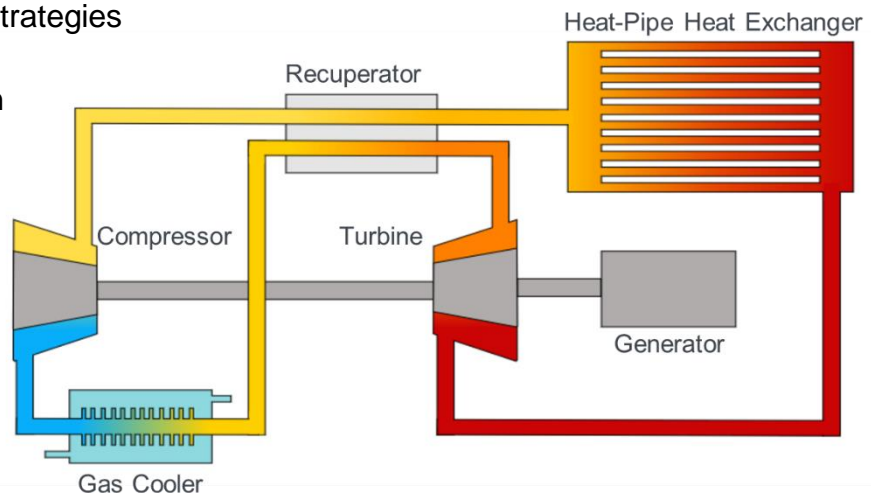 trategies
Heat-Pipe Heat Exchanger
Recuperator
n
Compressor
Turbine
Generator
Gas Cooler